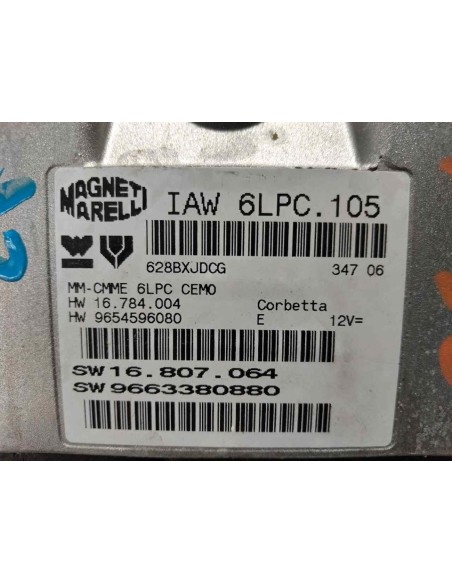 MAGNETI
MARELLI
IAW 6LPC.105
628BXJDCG 347 06
MM-CMME 6LPC CEMO
HW 16.784.004 Corbetta
HW 9654596080 E 12V=
SW 16.807.064
SW 9663380880